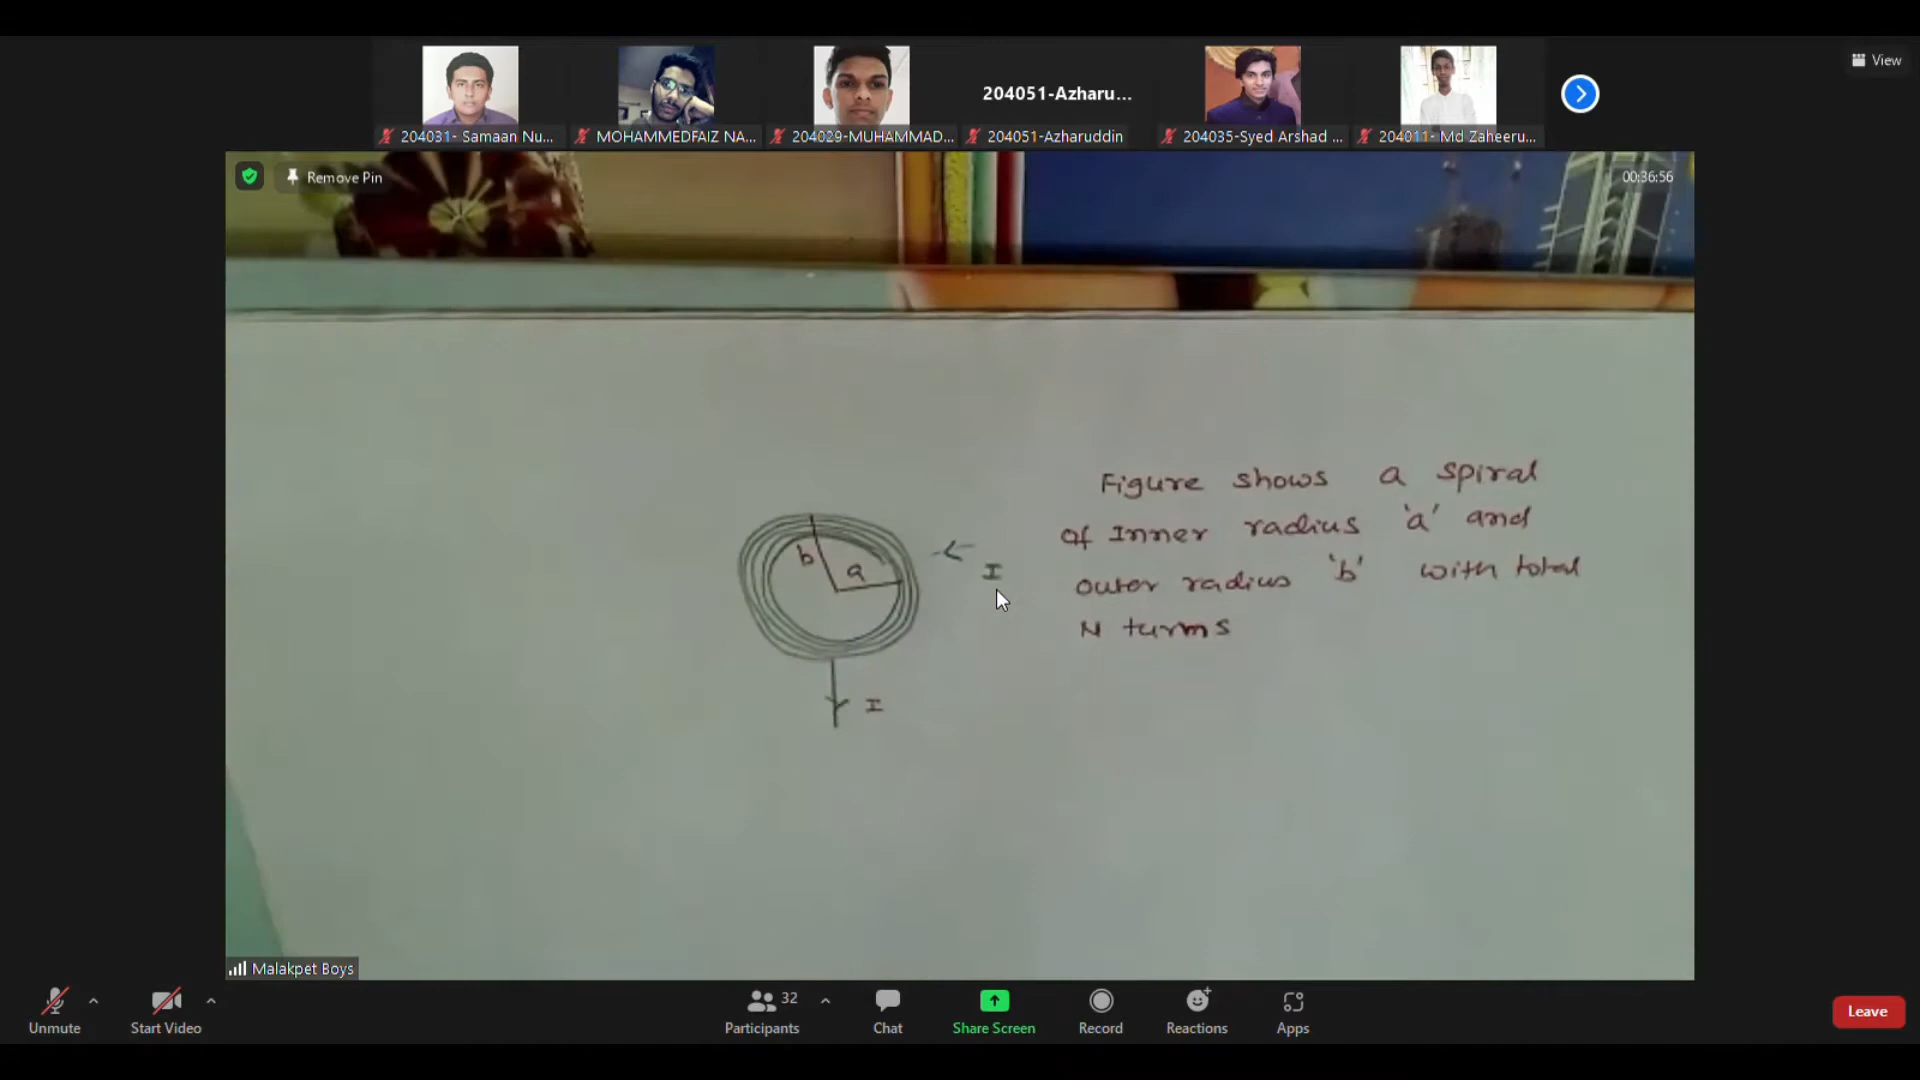 View
204051-Azharu...
204031- Samaan Nu...
MOHAMMEDFAIZ NA...
204029-MUHAMMAD...
204051-Azharuddin
204035-Syed Arshad ...
204011- Md Zaheeru...
Remove Pin
00:36:56
Figure shows a spiral
of Inner radius 'a' and
outer radius 'b' with total
N turms
b
a
I
I
Malakpet Boys
Unmute
Start Video
32
Participants
Chat
Share Screen
Record
Reactions
Apps
Leave